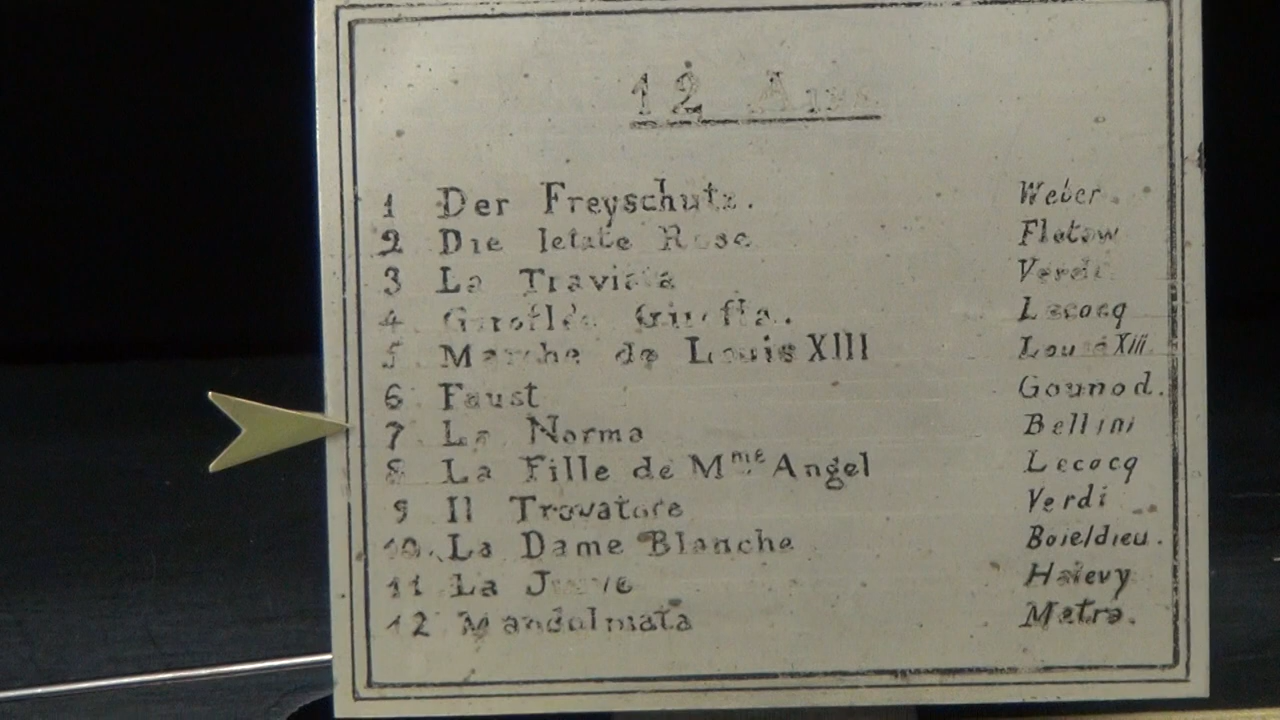 12 Airs
1 Der Freyschutz. Weber.
2 Die letzte Rose Flotow
3 La Traviata Verdi
4 Giroflé Giroffla. Lecocq
5 Marche de Louis XIII Louis XIII.
6 Faust Gounod.
7 La Norma Bellini
8 La Fille de Mme Angel Lecocq
9 Il Trovatore Verdi
10. La Dame Blanche Boieldieu.
11 La Juive Halevy
12 Mandolinata Metra.